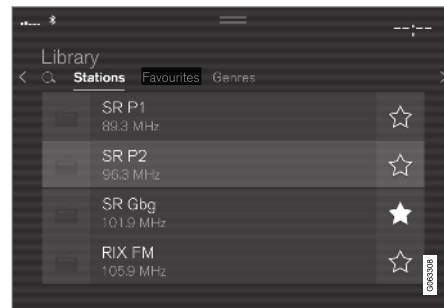 --:--
Library
Stations Favourites Genres
SR P1
89.3 MHz
SR P2
96.3 MHz
SR Gbg
101.9 MHz
RIX FM
105.9 MHz
G063308